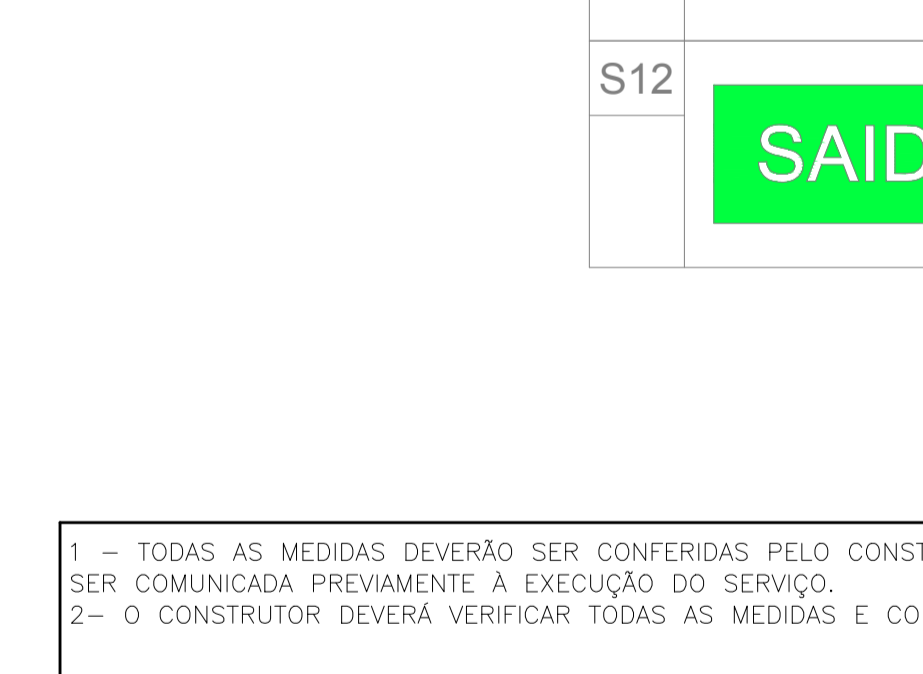 S12
SAID
1 – TODAS AS MEDIDAS DEVERÃO SER CONFERIDAS PELO CONST
SER COMUNICADA PREVIAMENTE À EXECUÇÃO DO SERVIÇO.
2– O CONSTRUTOR DEVERÁ VERIFICAR TODAS AS MEDIDAS E CO